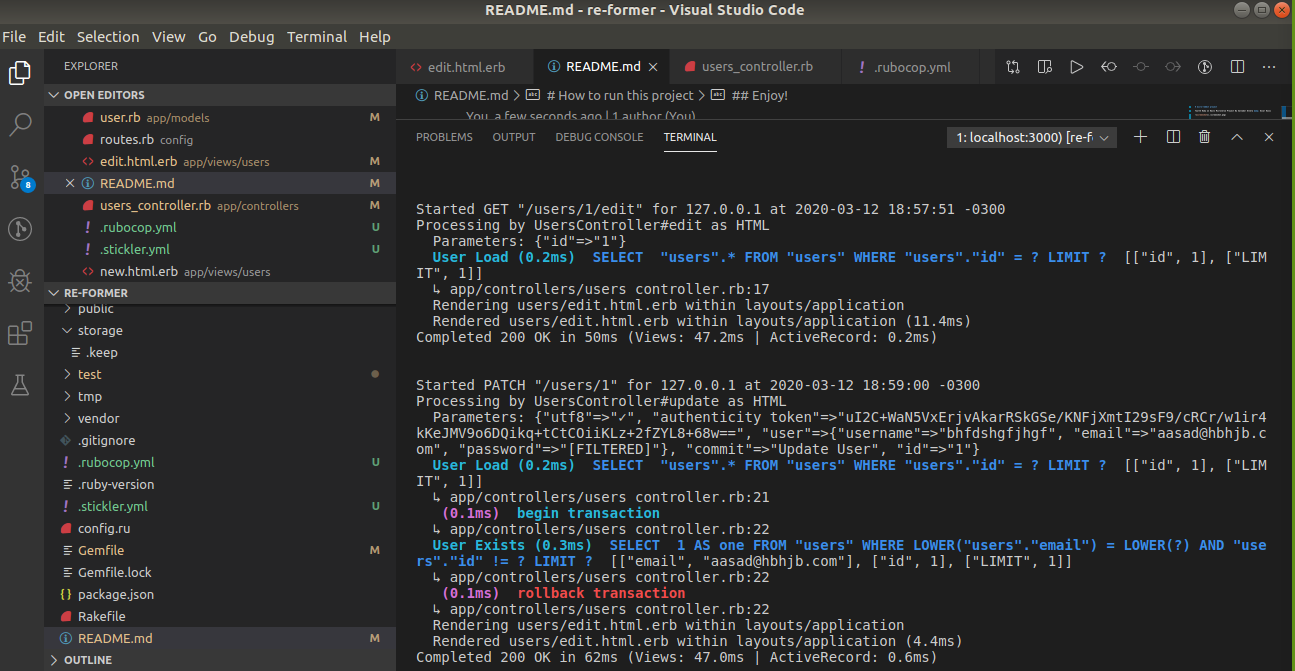 README.md - re-former - Visual Studio Code
File Edit Selection View Go Debug Terminal Help
EXPLORER
OPEN EDITORS
user.rb app/models M
routes.rb config
edit.html.erb app/views/users M
README.md M
users_controller.rb app/controllers M
.rubocop.yml U
.stickler.yml U
new.html.erb app/views/users
RE-FORMER
public
storage
.keep
test
tmp
vendor
.gitignore
.rubocop.yml U
.ruby-version
.stickler.yml U
config.ru
Gemfile M
Gemfile.lock
package.json
Rakefile
README.md M
OUTLINE
8
edit.html.erb README.md users_controller.rb .rubocop.yml
README.md > # How to run this project > ## Enjoy!
You, a few seconds ago | 1 author (You)
PROBLEMS OUTPUT DEBUG CONSOLE TERMINAL 1: localhost:3000) [re-f
Started GET "/users/1/edit" for 127.0.0.1 at 2020-03-12 18:57:51 -0300
Processing by UsersController#edit as HTML
Parameters: {"id"=>"1"}
User Load (0.2ms) SELECT "users".* FROM "users" WHERE "users"."id" = ? LIMIT ? [["id", 1], ["LIM
IT", 1]]
↳ app/controllers/users controller.rb:17
Rendering users/edit.html.erb within layouts/application
Rendered users/edit.html.erb within layouts/application (11.4ms)
Completed 200 OK in 50ms (Views: 47.2ms | ActiveRecord: 0.2ms)
Started PATCH "/users/1" for 127.0.0.1 at 2020-03-12 18:59:00 -0300
Processing by UsersController#update as HTML
Parameters: {"utf8"=>"✓", "authenticity token"=>"uI2C+WaN5VxErjvAkarRSkGSe/KNFjXmtI29sF9/cRCr/w1ir4
kKeJMV9o6DQikq+tCtCOiiKLz+2fZYL8+68w==", "user"=>{"username"=>"bhfdshgfjhgf", "email"=>"aasad@hbhjb.c
om", "password"=>"[FILTERED]"}, "commit"=>"Update User", "id"=>"1"}
User Load (0.2ms) SELECT "users".* FROM "users" WHERE "users"."id" = ? LIMIT ? [["id", 1], ["LIM
IT", 1]]
↳ app/controllers/users controller.rb:21
(0.1ms) begin transaction
↳ app/controllers/users controller.rb:22
User Exists (0.3ms) SELECT 1 AS one FROM "users" WHERE LOWER("users"."email") = LOWER(?) AND "use
rs"."id" != ? LIMIT ? [["email", "aasad@hbhjb.com"], ["id", 1], ["LIMIT", 1]]
↳ app/controllers/users controller.rb:22
(0.1ms) rollback transaction
↳ app/controllers/users controller.rb:22
Rendering users/edit.html.erb within layouts/application
Rendered users/edit.html.erb within layouts/application (4.4ms)
Completed 200 OK in 62ms (Views: 47.0ms | ActiveRecord: 0.6ms)